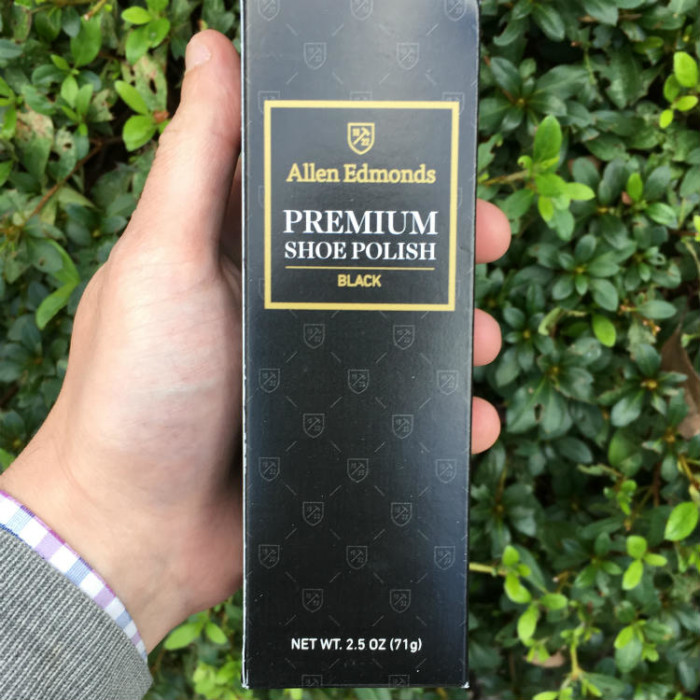 Allen Edmonds
PREMIUM
SHOE POLISH
BLACK
NET WT. 2.5 OZ (71g)